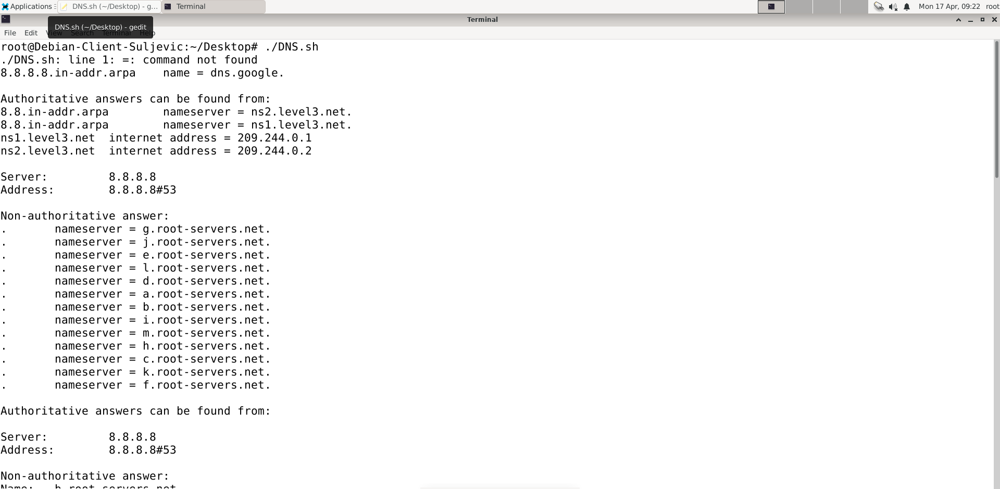 Applications
DNS.sh (~/Desktop) - g...
Terminal
Mon 17 Apr, 09:22
root
Terminal
DNS.sh (~/Desktop) - gedit
File Edit View Search Terminal Help
root@Debian-Client-Suljevic:~/Desktop# ./DNS.sh
./DNS.sh: line 1: =: command not found
8.8.8.8.in-addr.arpa    name = dns.google.
Authoritative answers can be found from:
8.8.in-addr.arpa        nameserver = ns2.level3.net.
8.8.in-addr.arpa        nameserver = ns1.level3.net.
ns1.level3.net  internet address = 209.244.0.1
ns2.level3.net  internet address = 209.244.0.2
Server:         8.8.8.8
Address:        8.8.8.8#53
Non-authoritative answer:
.       nameserver = g.root-servers.net.
.       nameserver = j.root-servers.net.
.       nameserver = e.root-servers.net.
.       nameserver = l.root-servers.net.
.       nameserver = d.root-servers.net.
.       nameserver = a.root-servers.net.
.       nameserver = b.root-servers.net.
.       nameserver = i.root-servers.net.
.       nameserver = m.root-servers.net.
.       nameserver = h.root-servers.net.
.       nameserver = c.root-servers.net.
.       nameserver = k.root-servers.net.
.       nameserver = f.root-servers.net.
Authoritative answers can be found from:
Server:         8.8.8.8
Address:        8.8.8.8#53
Non-authoritative answer:
Name:   b.root-servers.net